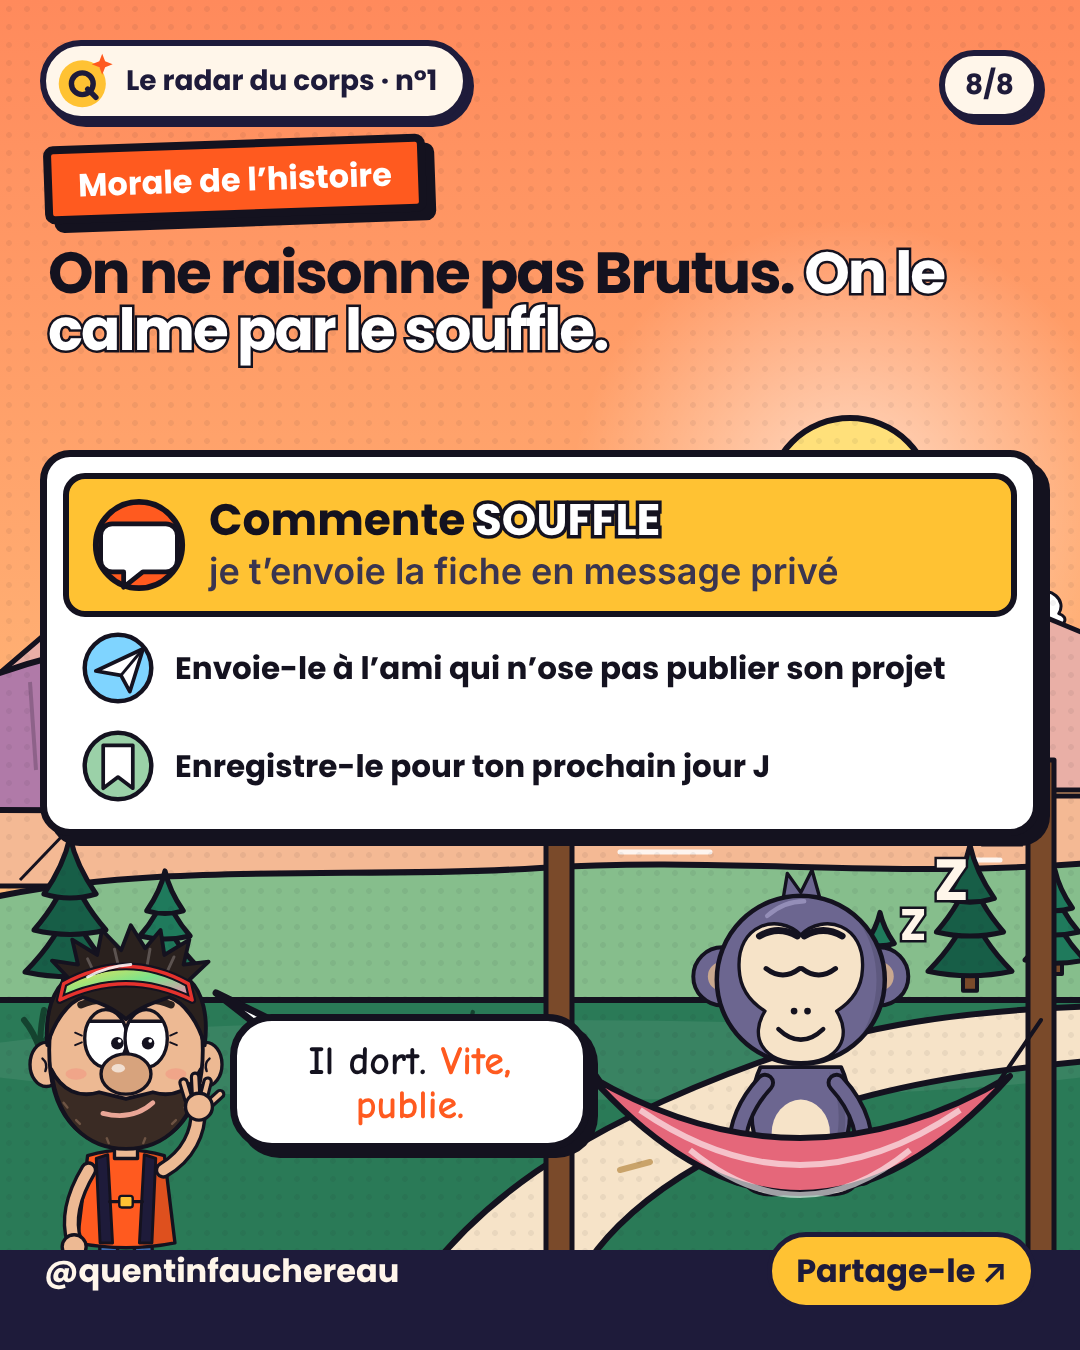 Q Le radar du corps · n°1
8/8
Morale de l’histoire
On ne raisonne pas Brutus. On le
calme par le souffle.
Commente SOUFFLE
je t’envoie la fiche en message privé
Envoie-le à l’ami qui n’ose pas publier son projet
Enregistre-le pour ton prochain jour J
Z
Z
Il dort. Vite,
publie.
@quentinfauchereau
Partage-le ↗